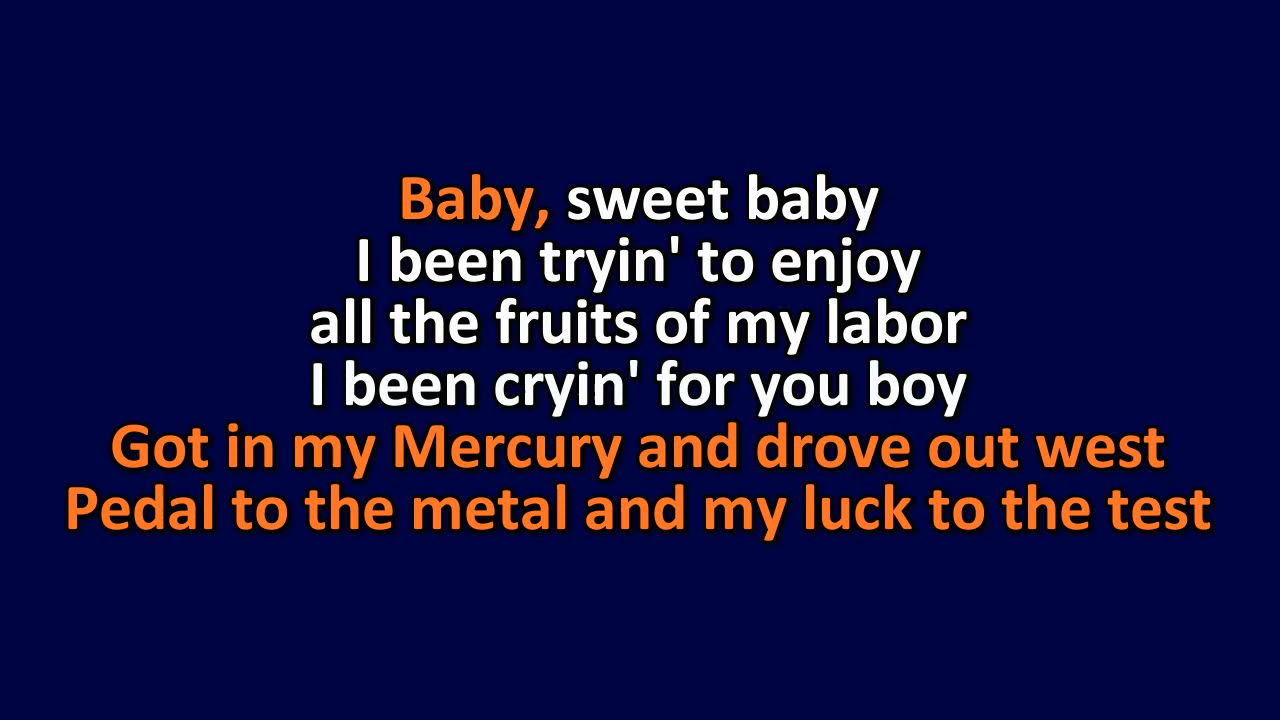 Baby, sweet baby
I been tryin' to enjoy
all the fruits of my labor
I been cryin' for you boy
Got in my Mercury and drove out west
Pedal to the metal and my luck to the test